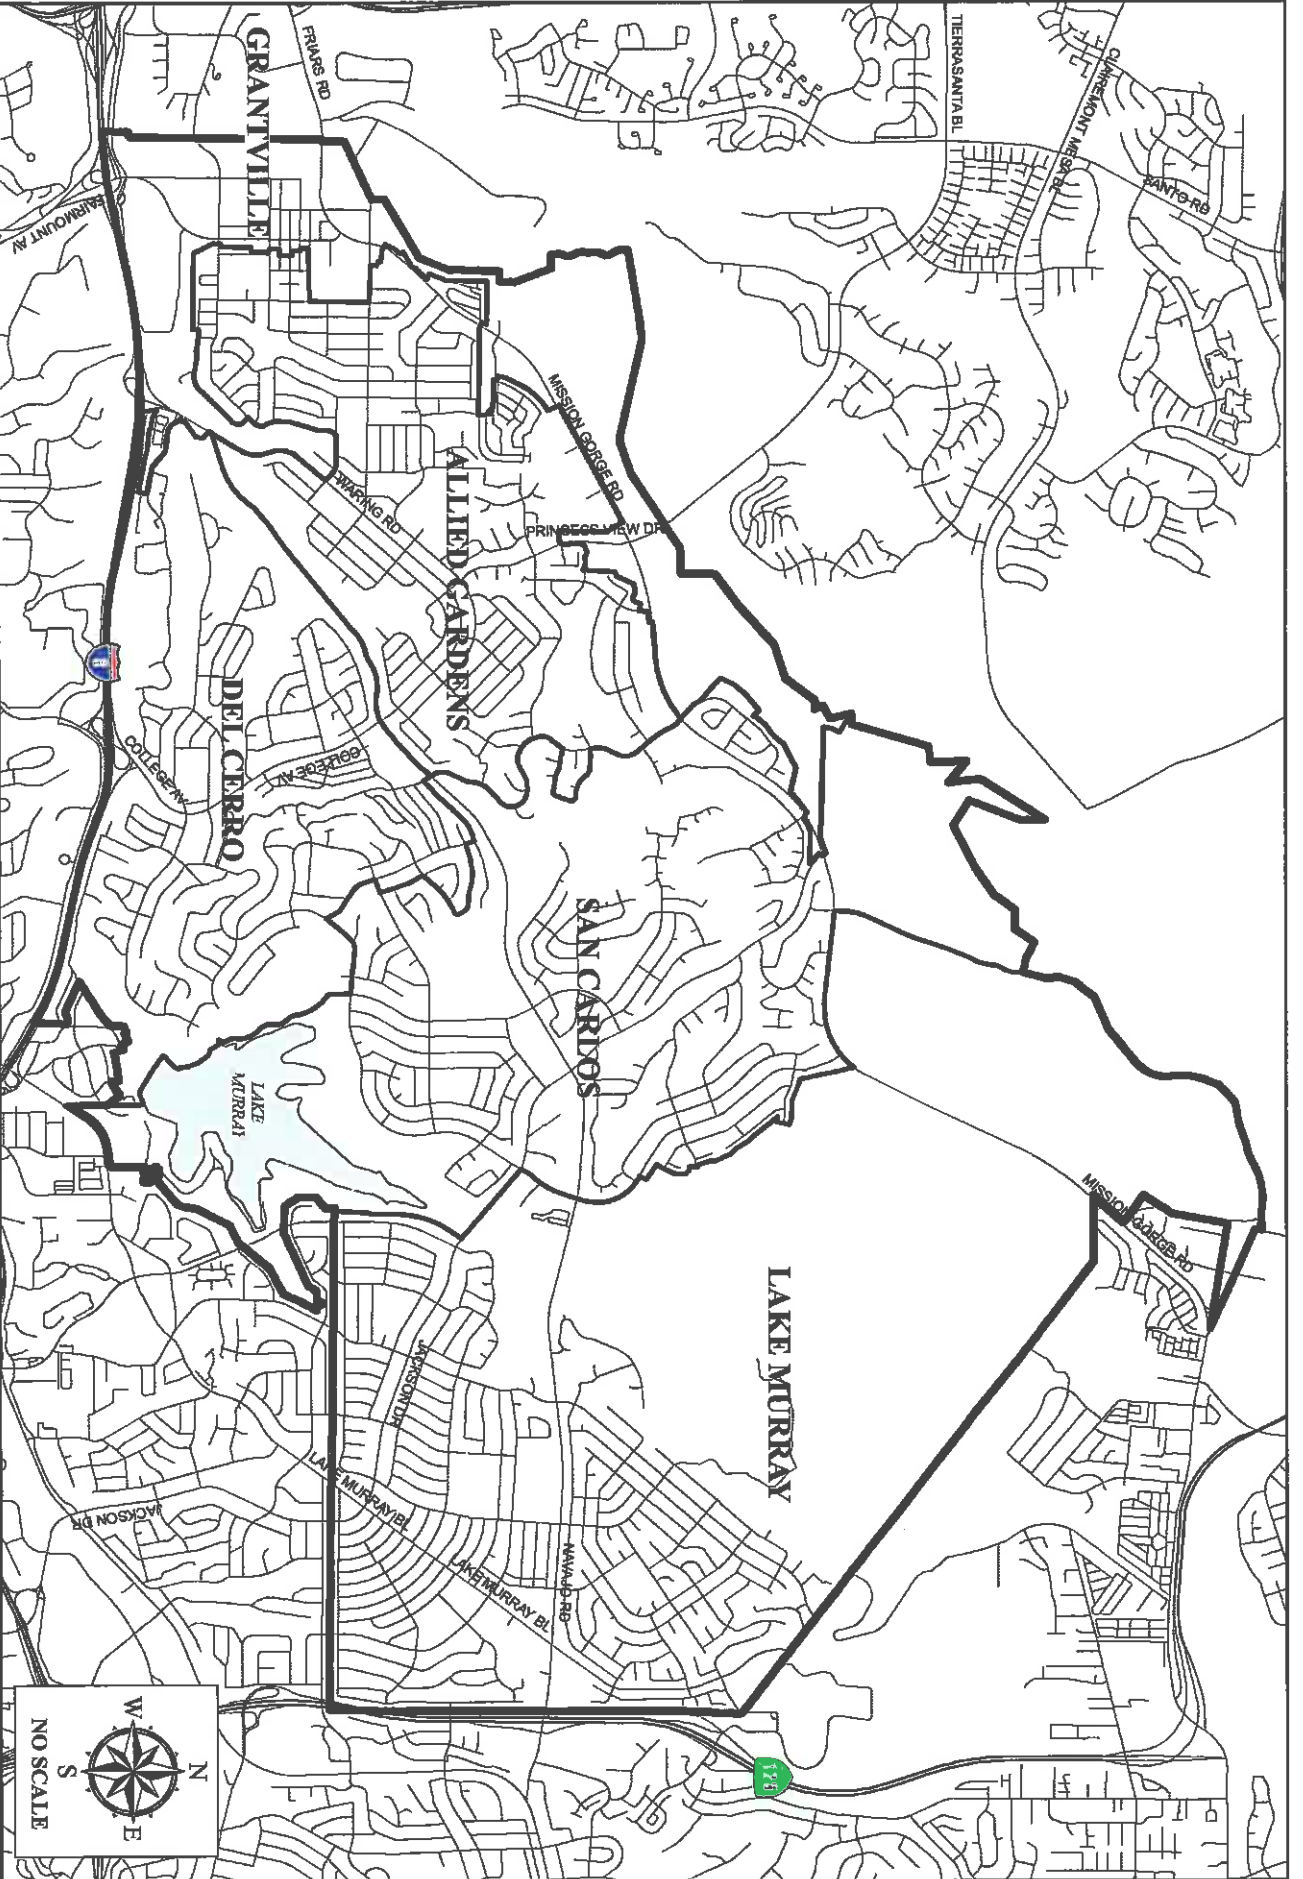 CLAIREMONT MESA BL
SANTO RD
TIERRASANTA BL
MISSION GORGE RD
LAKE MURRAY
PRINCESS VIEW DR
MISSION GORGE RD
SAN CARLOS
NAVAJO RD
LAKE MURRAY BL
ALLIED GARDENS
JACKSON DR
WARING RD
LAKE MURRAY BL
COLLEGE AV
FRIARS RD
GRANTVILLE
LAKE
MURRAY
DEL CERRO
COLLEGE AV
JACKSON DR
8
FAIRMOUNT AV
N
W E
S
NO SCALE